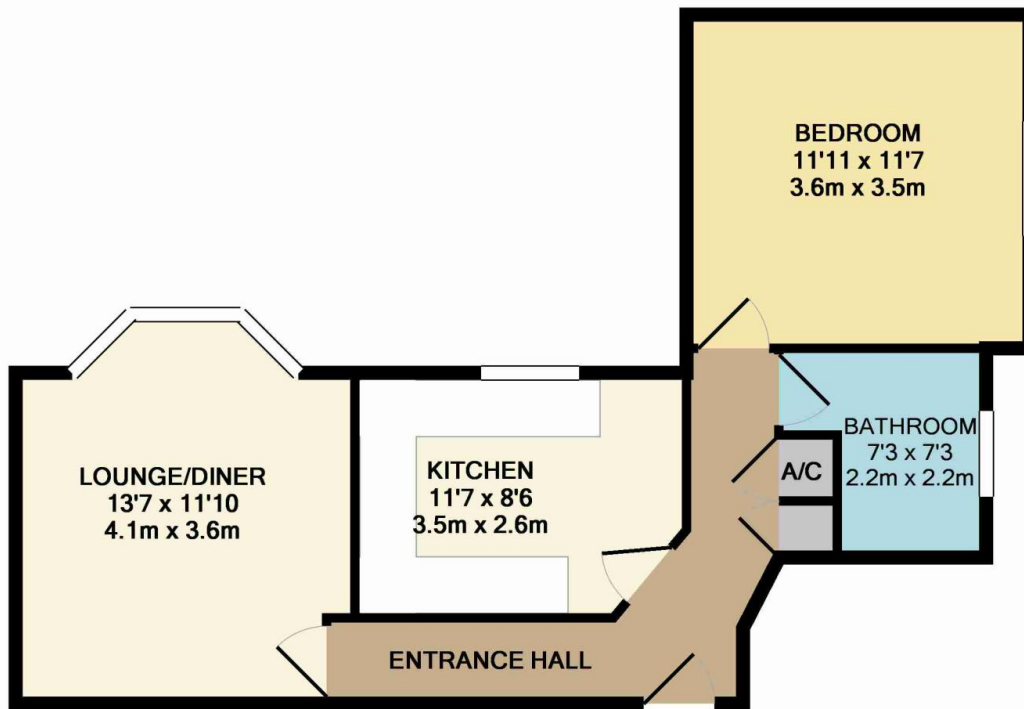 BEDROOM
11'11 x 11'7
3.6m x 3.5m
LOUNGE/DINER
13'7 x 11'10
4.1m x 3.6m
KITCHEN
11'7 x 8'6
3.5m x 2.6m
BATHROOM
7'3 x 7'3
2.2m x 2.2m
A/C
ENTRANCE HALL